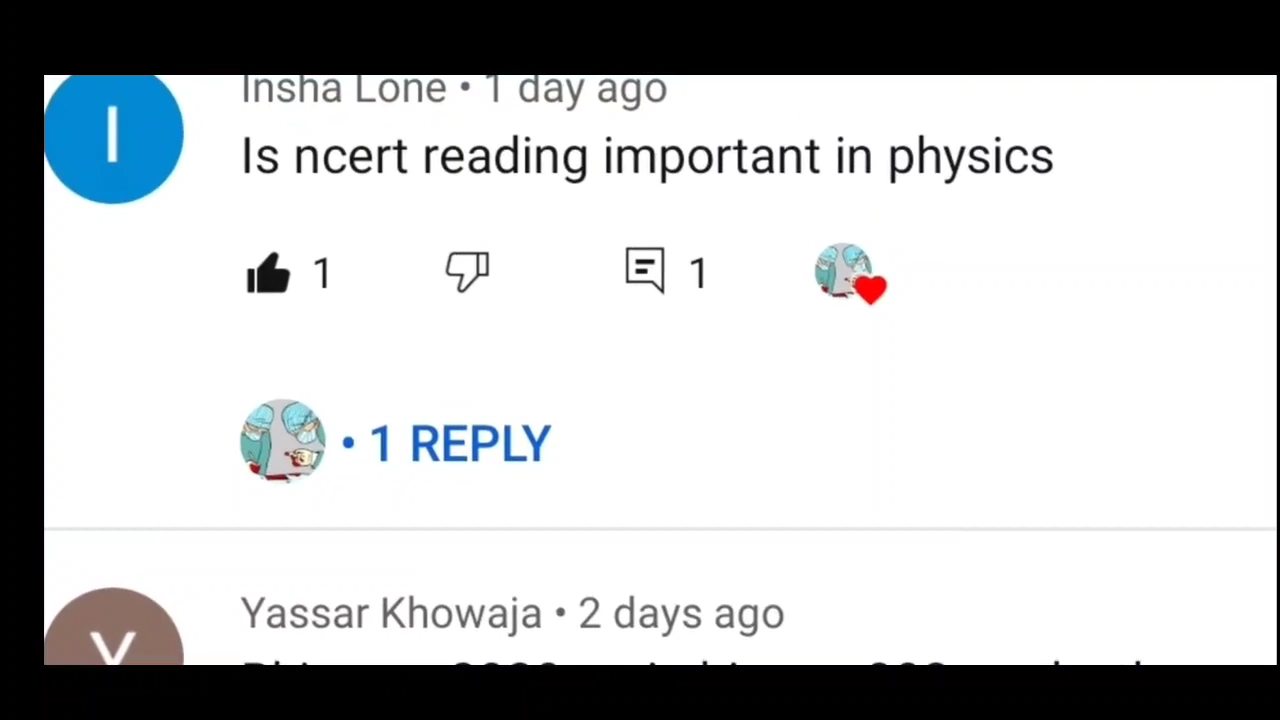 I
Insha Lone • 1 day ago
Is ncert reading important in physics
1 1
• 1 REPLY
Y
Yassar Khowaja • 2 days ago